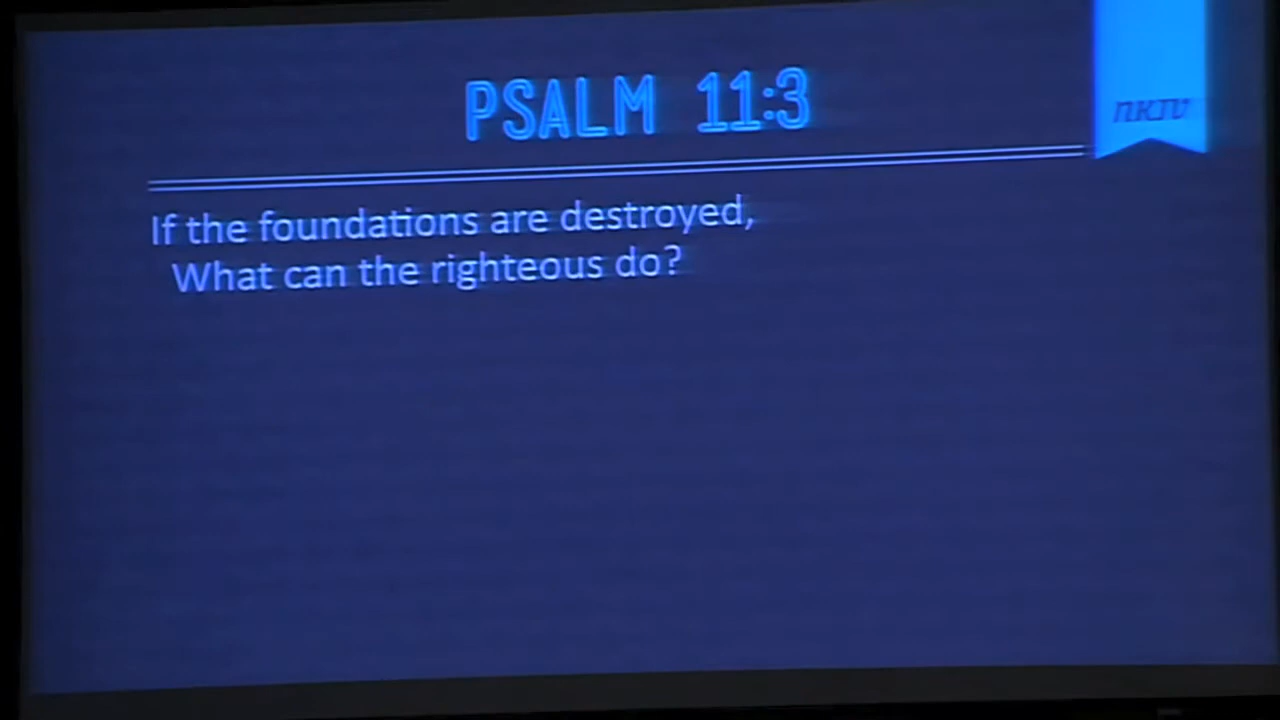 PSALM 11:3
NKJV
If the foundations are destroyed,
What can the righteous do?